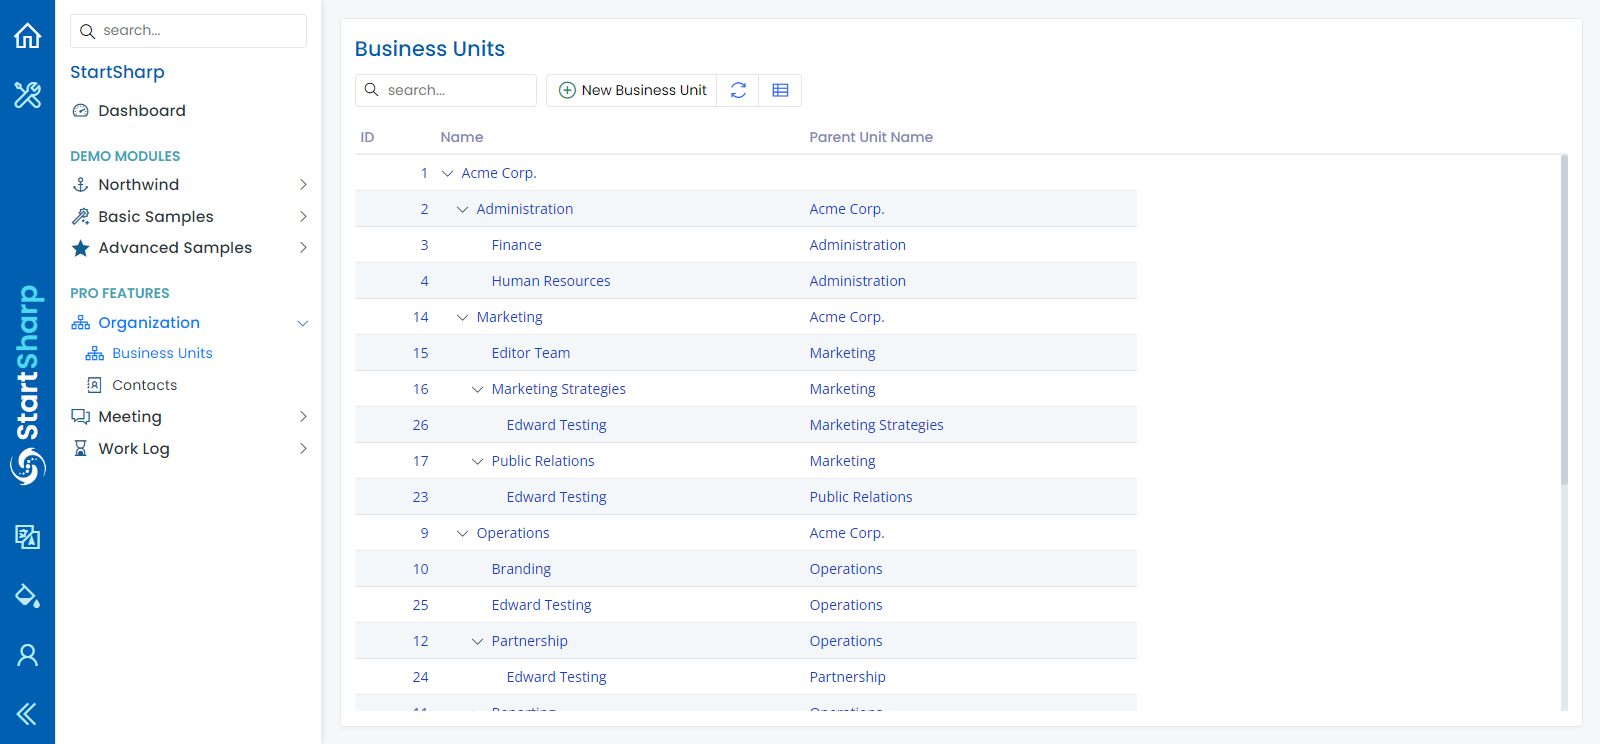 search...
StartSharp
Dashboard
DEMO MODULES
Northwind
Basic Samples
Advanced Samples
PRO FEATURES
Organization
Business Units
Contacts
Meeting
Work Log
StartSharp
Business Units
search...
New Business Unit
ID Name Parent Unit Name
1 Acme Corp.
2 Administration Acme Corp.
3 Finance Administration
4 Human Resources Administration
14 Marketing Acme Corp.
15 Editor Team Marketing
16 Marketing Strategies Marketing
26 Edward Testing Marketing Strategies
17 Public Relations Marketing
23 Edward Testing Public Relations
9 Operations Acme Corp.
10 Branding Operations
25 Edward Testing Operations
12 Partnership Operations
24 Edward Testing Partnership
11 Reporting Operations